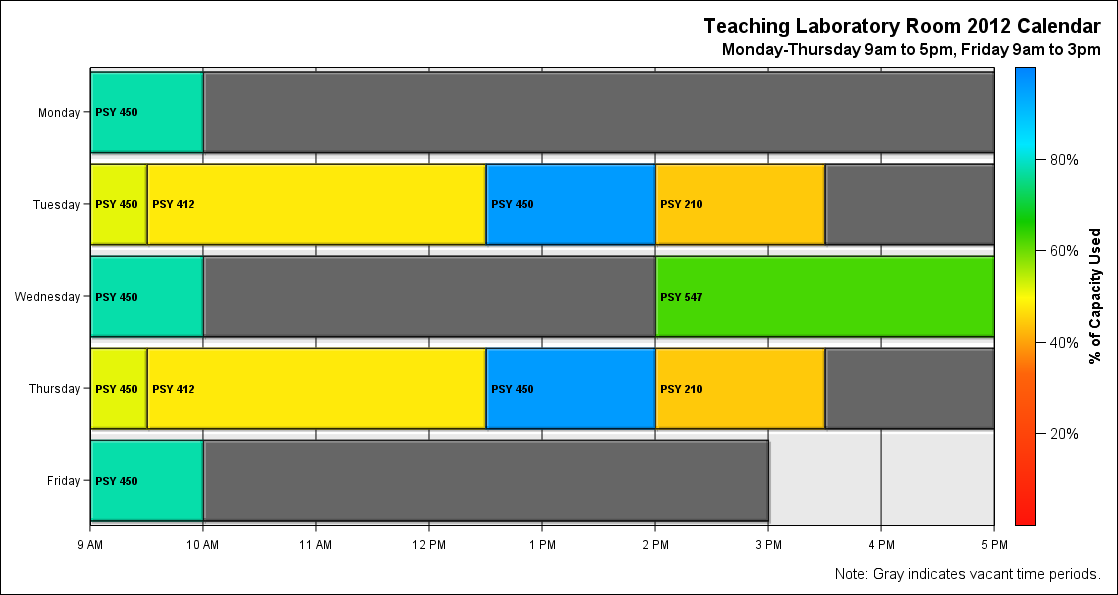 Teaching Laboratory Room 2012 Calendar
Monday-Thursday 9am to 5pm, Friday 9am to 3pm
Monday
PSY 450
Tuesday
PSY 450
PSY 412
PSY 450
PSY 210
Wednesday
PSY 450
PSY 547
Thursday
PSY 450
PSY 412
PSY 450
PSY 210
Friday
PSY 450
9 AM
10 AM
11 AM
12 PM
1 PM
2 PM
3 PM
4 PM
5 PM
80%
60%
40%
20%
% of Capacity Used
Note: Gray indicates vacant time periods.